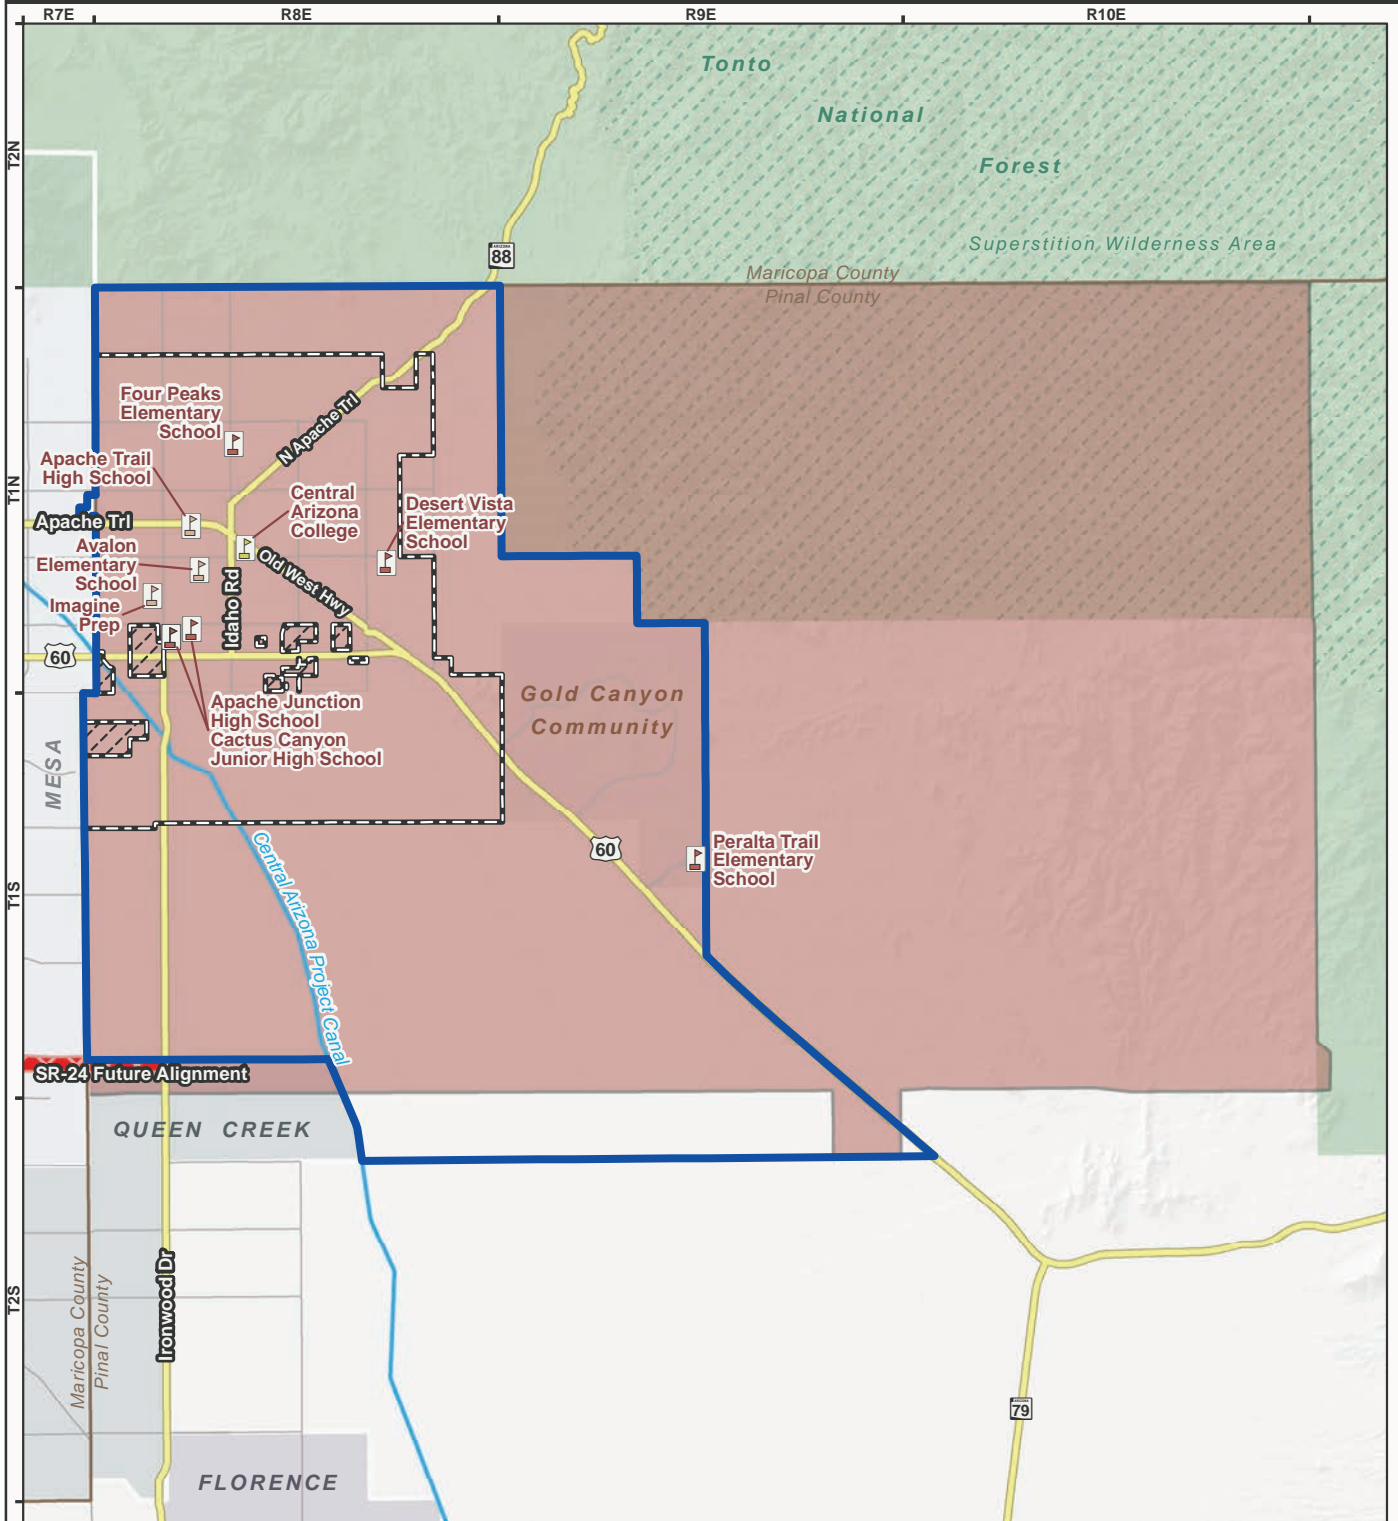 R7E
R8E
R9E
R10E
Tonto
National
Forest
T2N
Superstition Wilderness Area
ARIZONA
88
Maricopa County
Pinal County
Four Peaks
Elementary
School
N Apache Trl
Apache Trail
High School
T1N
Central
Arizona
College
Desert Vista
Elementary
School
Apache Trl
Avalon
Elementary
School
Old West Hwy
Idaho Rd
Imagine
Prep
60
Gold Canyon
Community
Apache Junction
High School
Cactus Canyon
Junior High School
MESA
60
Peralta Trail
Elementary
School
T1S
Central Arizona Project Canal
SR-24 Future Alignment
QUEEN CREEK
T2S
Maricopa County
Pinal County
Ironwood Dr
ARIZONA
79
FLORENCE